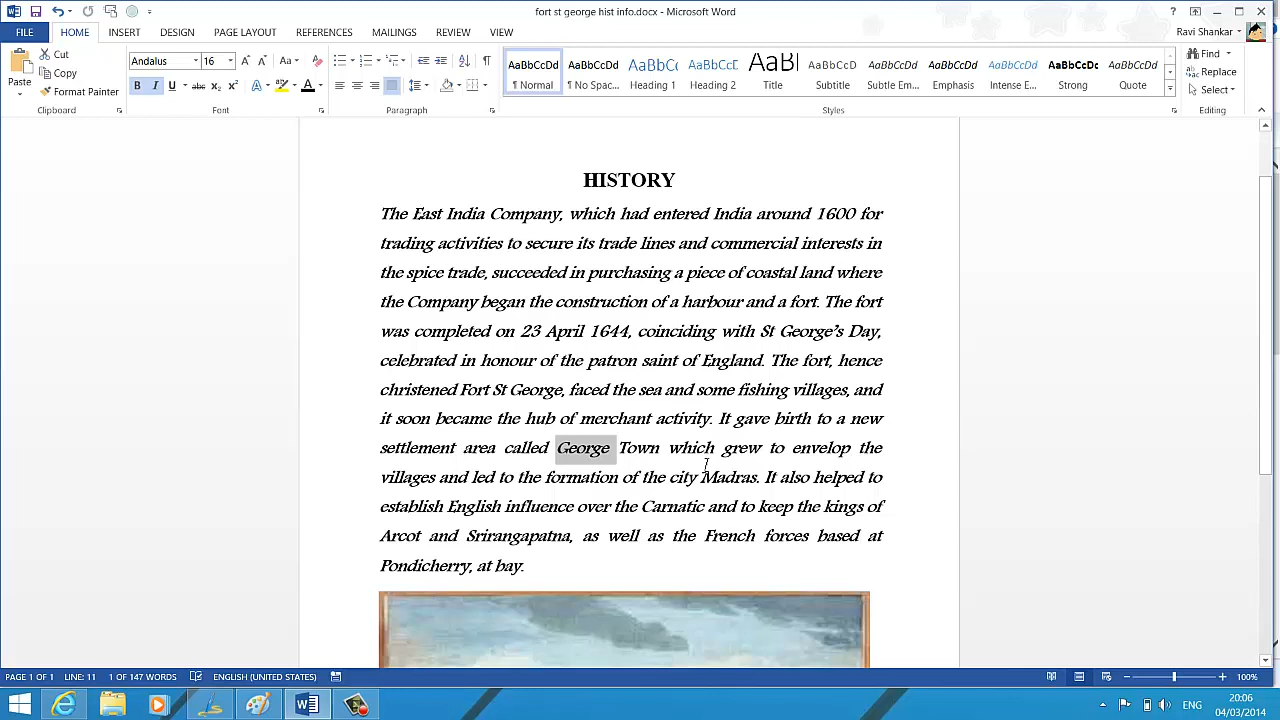 fort st george hist info.docx - Microsoft Word
FILE HOME INSERT DESIGN PAGE LAYOUT REFERENCES MAILINGS REVIEW VIEW Ravi Shankar
Paste Cut Copy Format Painter
Clipboard
Andalus 16
Font
Paragraph
AaBbCcDd AaBbCcDd AaBbC( AaBbCcD AaB AaBbCcD AaBbCcDd AaBbCcDd AaBbCcDd AaBbCcDc AaBbCcDd
¶ Normal ¶ No Spac... Heading 1 Heading 2 Title Subtitle Subtle Em... Emphasis Intense E... Strong Quote
Styles
Find
Replace
Select
Editing
HISTORY
The East India Company, which had entered India around 1600 for
trading activities to secure its trade lines and commercial interests in
the spice trade, succeeded in purchasing a piece of coastal land where
the Company began the construction of a harbour and a fort. The fort
was completed on 23 April 1644, coinciding with St George's Day,
celebrated in honour of the patron saint of England. The fort, hence
christened Fort St George, faced the sea and some fishing villages, and
it soon became the hub of merchant activity. It gave birth to a new
settlement area called George Town which grew to envelop the
villages and led to the formation of the city Madras. It also helped to
establish English influence over the Carnatic and to keep the kings of
Arcot and Srirangapatna, as well as the French forces based at
Pondicherry, at bay.
PAGE 1 OF 1 LINE: 11 1 OF 147 WORDS ENGLISH (UNITED STATES) 100%
ENG 20:06
04/03/2014